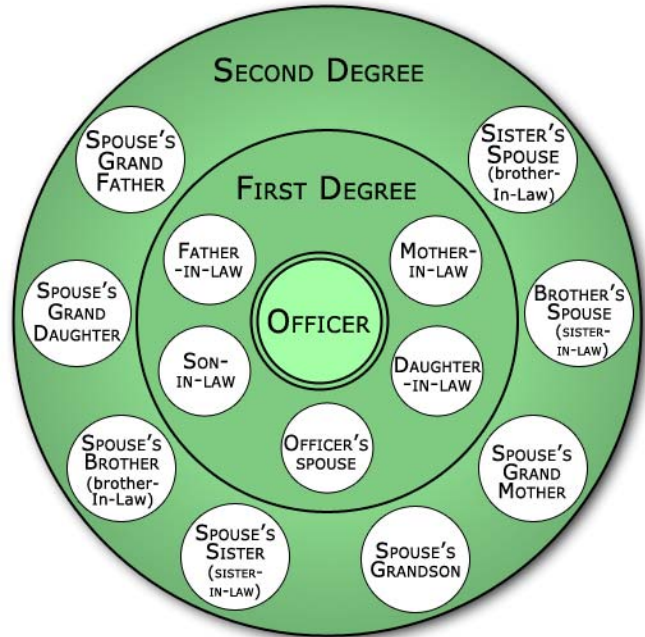 SECOND DEGREE
SPOUSE'S
GRAND
FATHER
SISTER'S
SPOUSE
(brother-
In-Law)
FIRST DEGREE
FATHER
-IN-LAW
MOTHER-
IN-LAW
SPOUSE'S
GRAND
DAUGHTER
OFFICER
BROTHER'S
SPOUSE
(SISTER-
IN-LAW)
SON-
IN-LAW
DAUGHTER
-IN-LAW
OFFICER'S
SPOUSE
SPOUSE'S
BROTHER
(brother-
In-Law)
SPOUSE'S
GRAND
MOTHER
SPOUSE'S
SISTER
(SISTER-
IN-LAW)
SPOUSE'S
GRANDSON